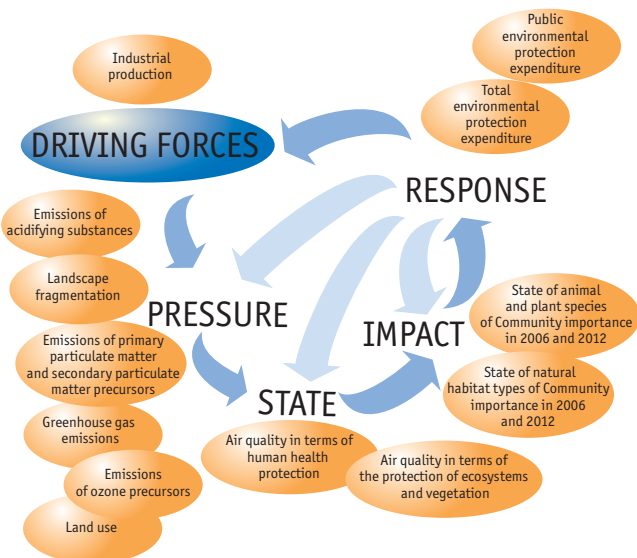 Industrial
production
Public
environmental
protection
expenditure
Total
environmental
protection
expenditure
DRIVING FORCES
RESPONSE
Emissions of
acidifying substances
Landscape
fragmentation
PRESSURE
Emissions of primary
particulate matter
and secondary particulate
matter precursors
Greenhouse gas
emissions
Emissions
of ozone precursors
Land use
IMPACT
State of animal
and plant species
of Community importance
in 2006 and 2012
State of natural
habitat types of Community
importance in 2006
and 2012
STATE
Air quality in terms of
human health
protection
Air quality in terms of
the protection of ecosystems
and vegetation